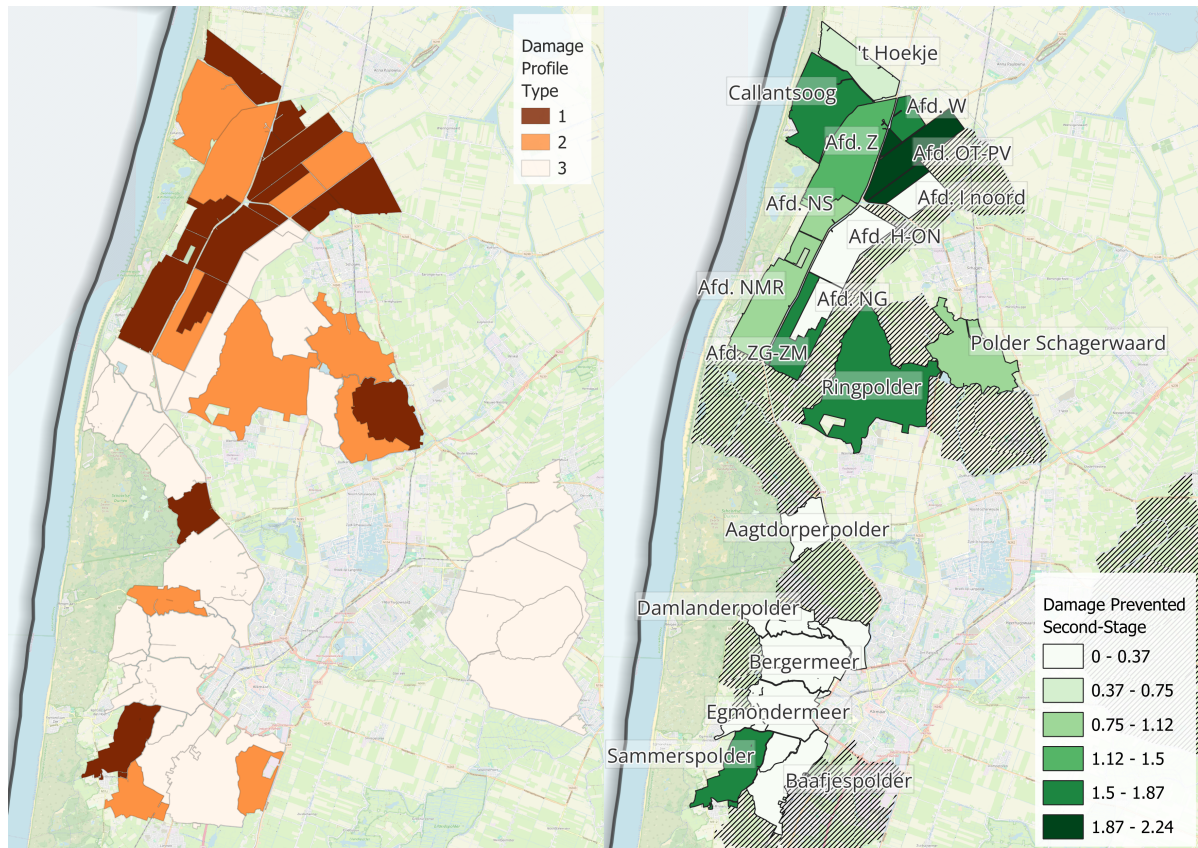 Damage
Profile
Type
1
2
3
't Hoekje
Callantsoog
Afd. W
Afd. Z
Afd. OT-PV
Afd. I noord
Afd. NS
Afd. H-ON
Afd. NMR
Afd. NG
Afd. ZG-ZM
Polder Schagerwaard
Ringpolder
Aagtdorperpolder
Damlanderpolder
Bergermeer
Egmondermeer
Sammerspolder
Baafjespolder
Damage Prevented
Second-Stage
0 - 0.37
0.37 - 0.75
0.75 - 1.12
1.12 - 1.5
1.5 - 1.87
1.87 - 2.24